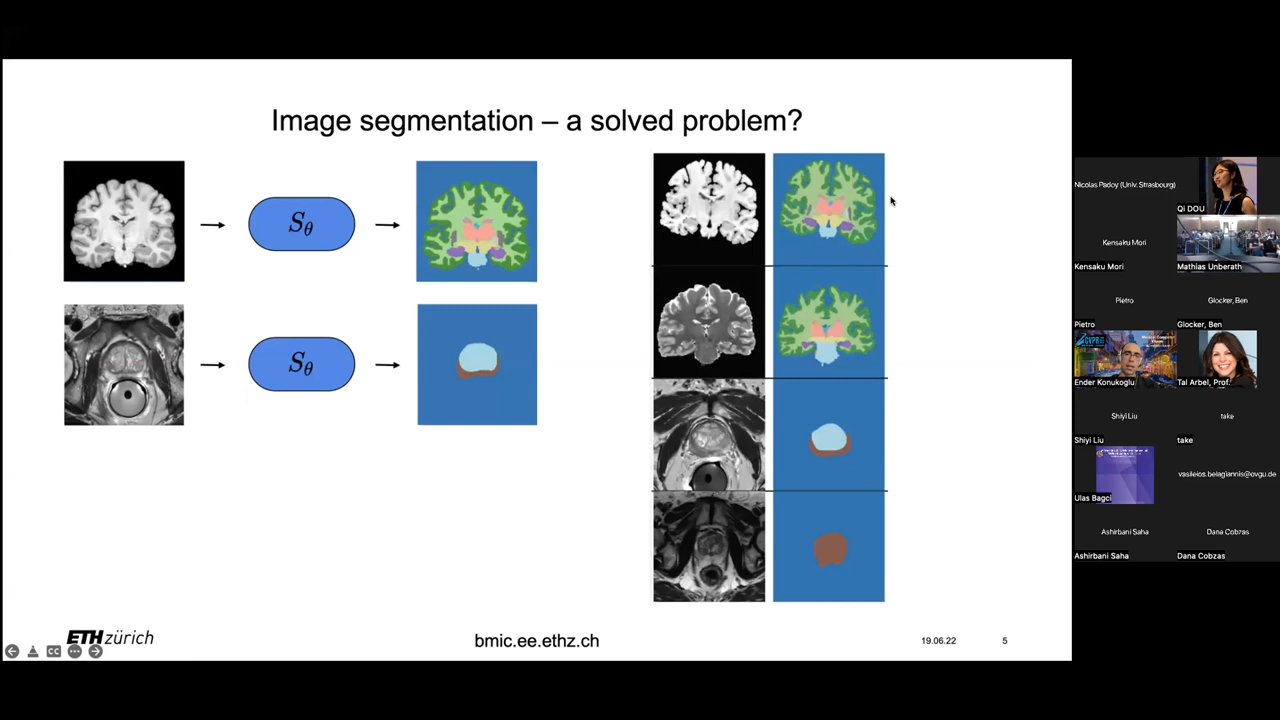 Image segmentation – a solved problem?
Sθ
Sθ
ETH zürich
bmic.ee.ethz.ch
19.06.22
5
CC
Nicolas Padoy (Univ. Strasbourg)
Qi DOU
Kensaku Mori
Kensaku Mori
Mathias Unberath
Pietro
Glocker, Ben
Pietro
Glocker, Ben
CVPR
Ender Konukoglu
Tal Arbel, Prof.
Shiyi Liu
take
Shiyi Liu
take
vasileios.belagiannis@ovgu.de
Ulas Bagci
Ashirbani Saha
Dana Cobzas
Ashirbani Saha
Dana Cobzas